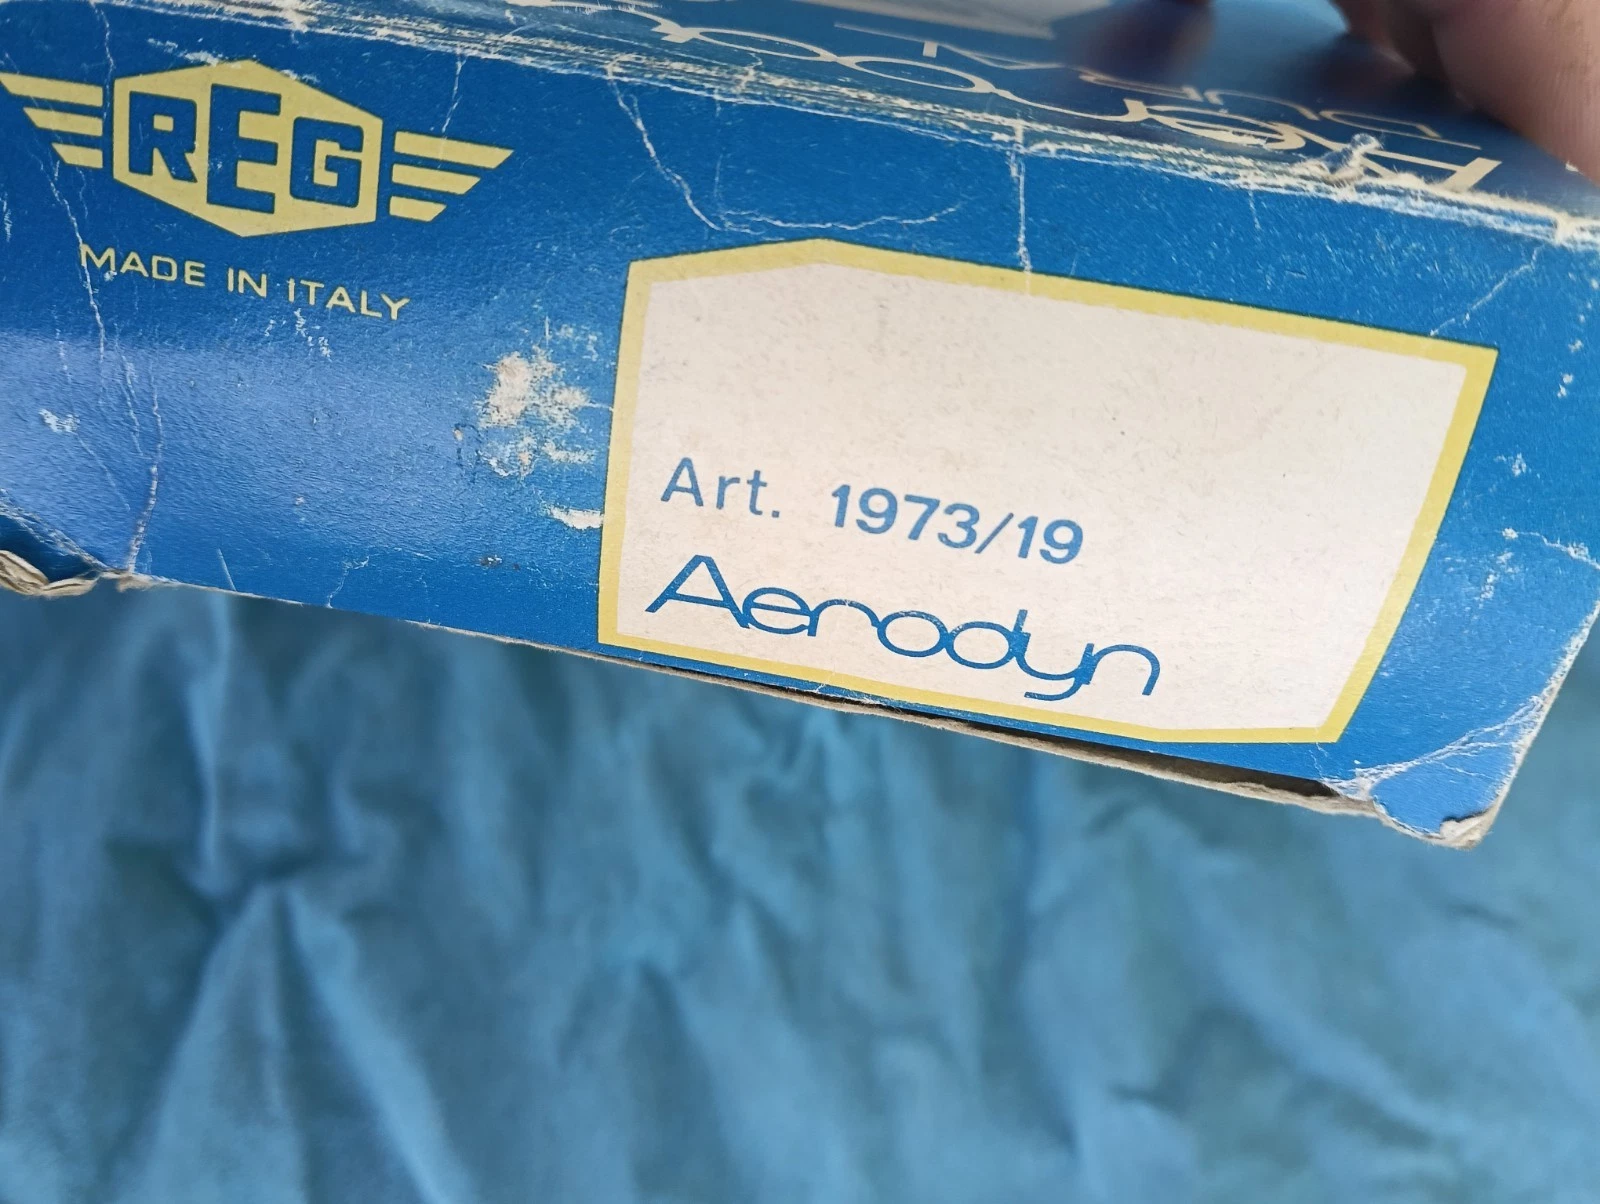 REG
MADE IN ITALY
Art. 1973/19
Aerodyn